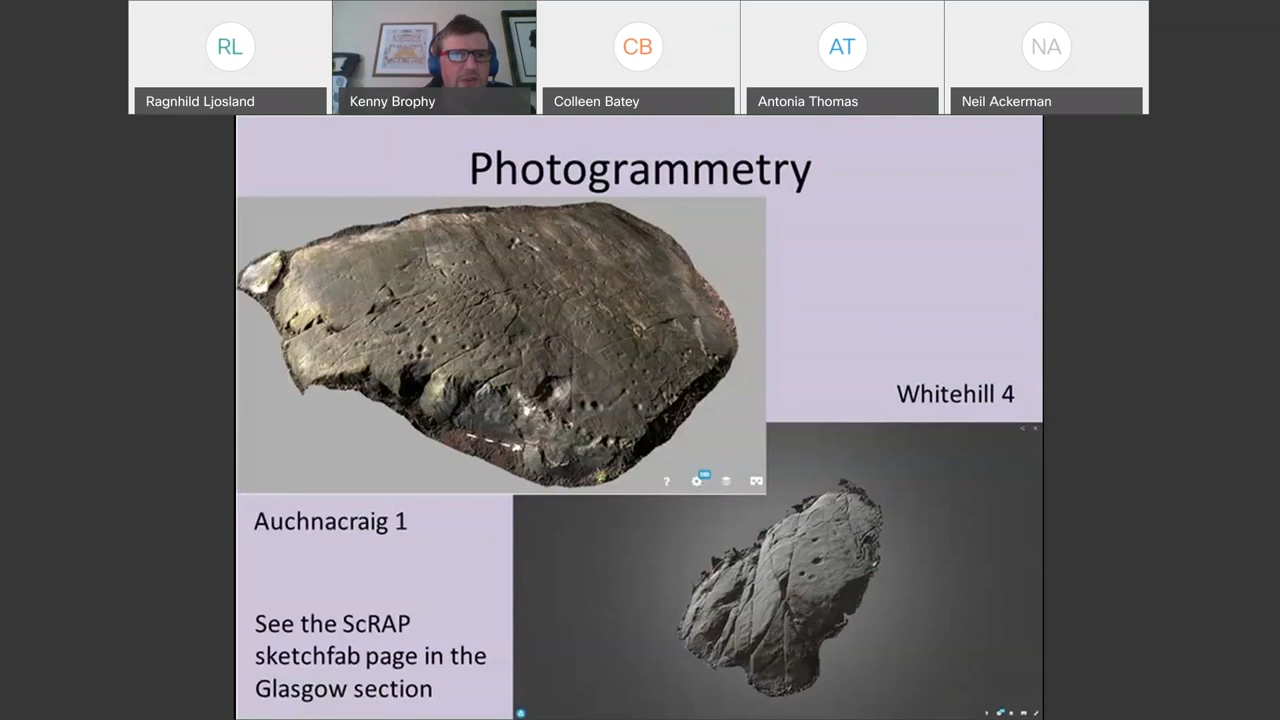 RL
CB
AT
NA
Ragnhild Ljosland
Kenny Brophy
Colleen Batey
Antonia Thomas
Neil Ackerman
Photogrammetry
Whitehill 4
?
HD
Auchnacraig 1
See the ScRAP
sketchfab page in the
Glasgow section